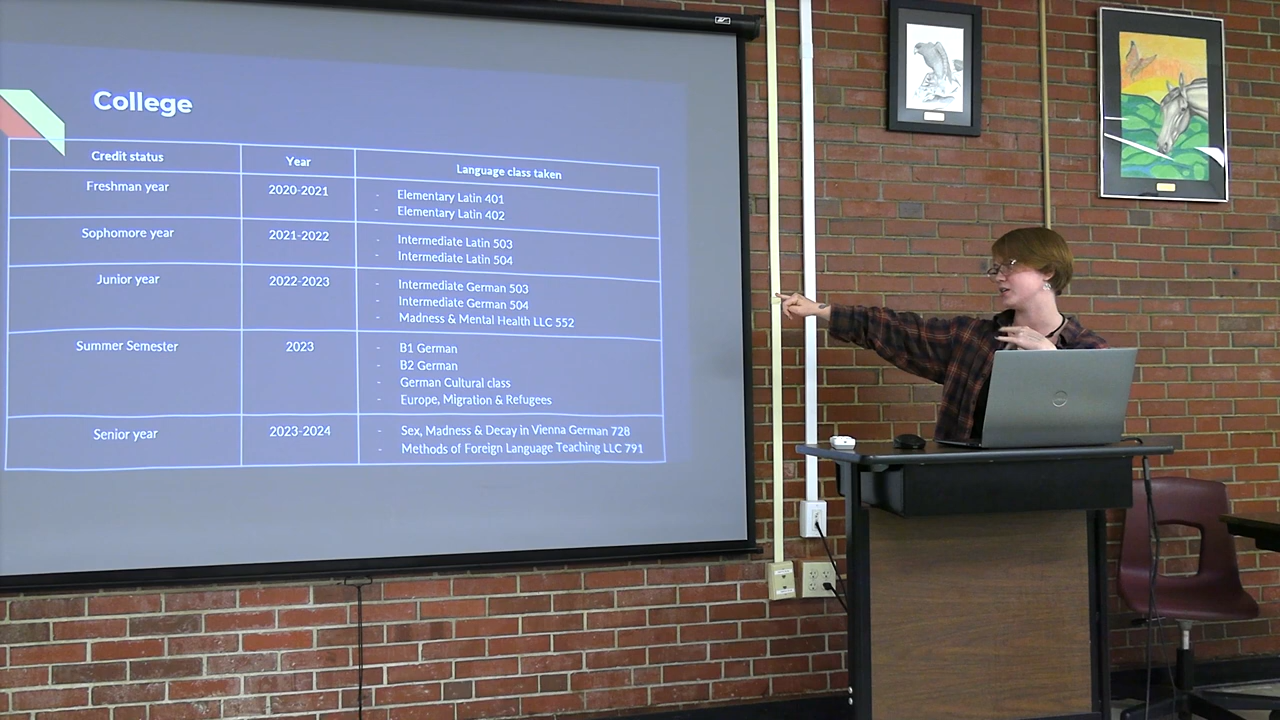 College
Credit status Year Language class taken
Freshman year 2020-2021 - Elementary Latin 401
- Elementary Latin 402
Sophomore year 2021-2022 - Intermediate Latin 503
- Intermediate Latin 504
Junior year 2022-2023 - Intermediate German 503
- Intermediate German 504
- Madness & Mental Health LLC 552
Summer Semester 2023 - B1 German
- B2 German
- German Cultural class
- Europe, Migration & Refugees
Senior year 2023-2024 - Sex, Madness & Decay in Vienna German 728
- Methods of Foreign Language Teaching LLC 791